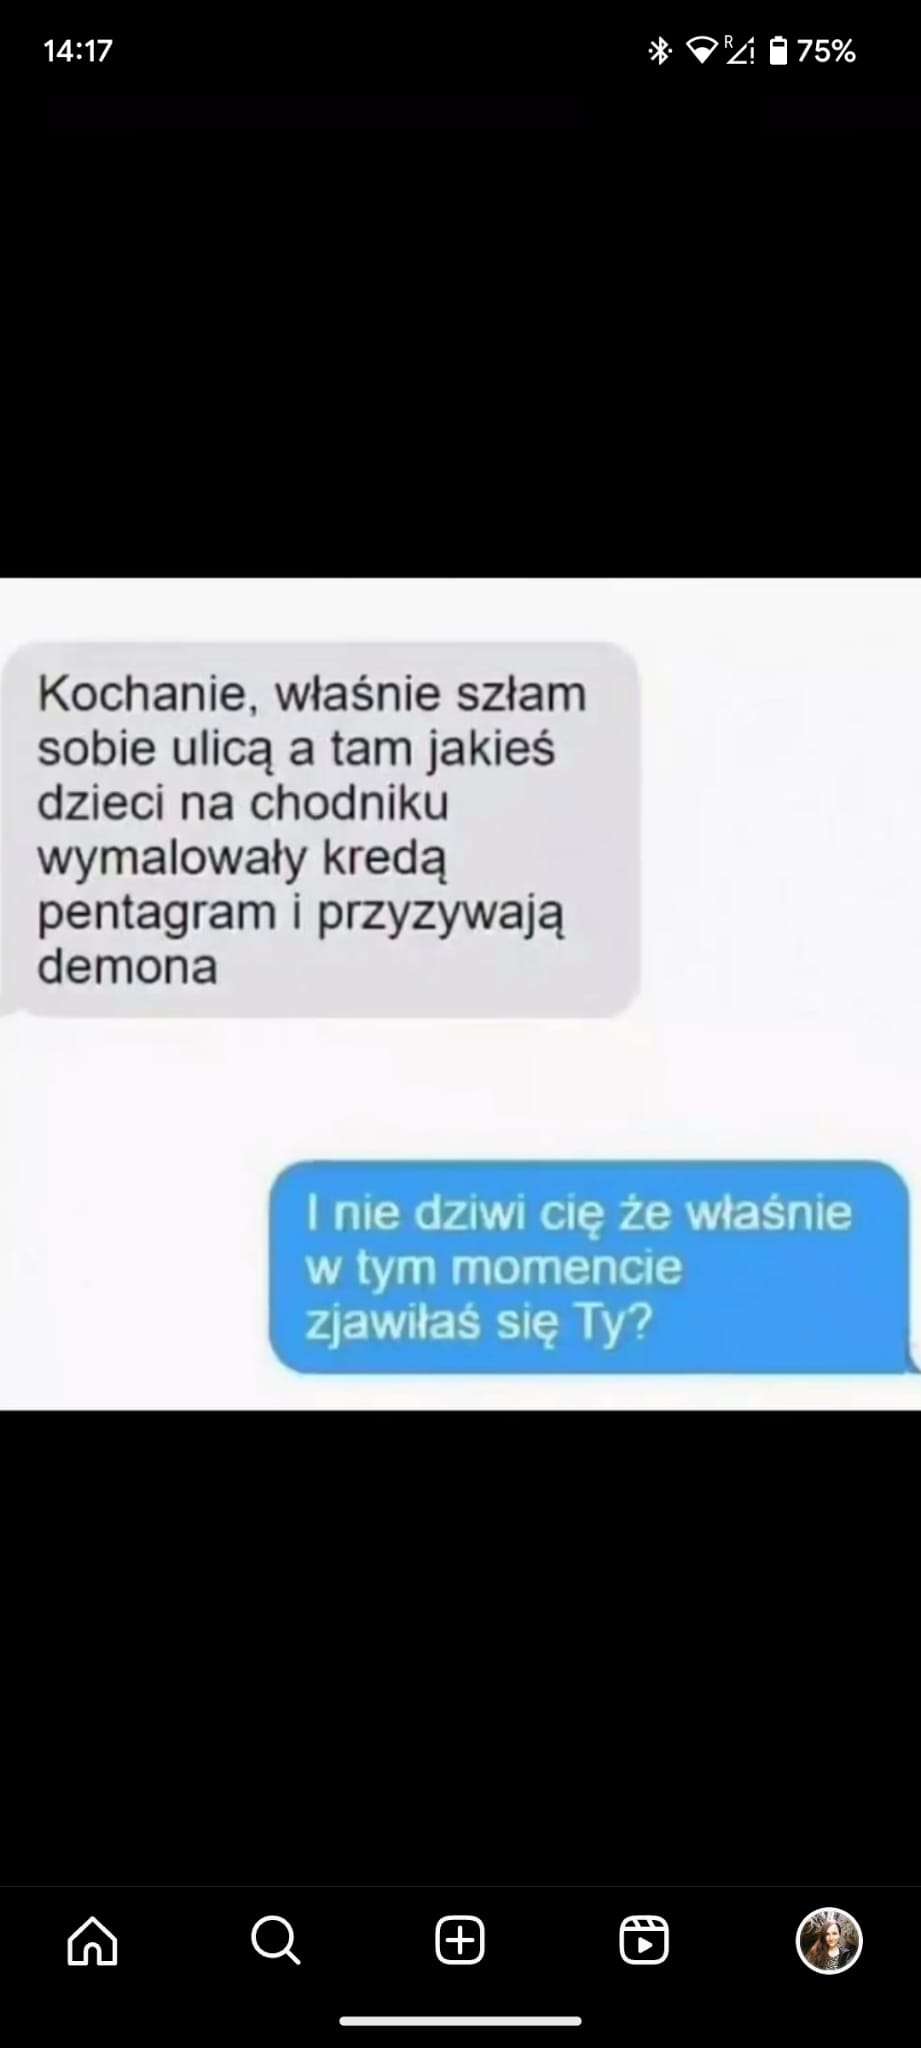 14:17
R
75%
Kochanie, właśnie szłam
sobie ulicą a tam jakieś
dzieci na chodniku
wymalowały kredą
pentagram i przyzywają
demona
I nie dziwi cię że właśnie
w tym momencie
zjawiłaś się Ty?